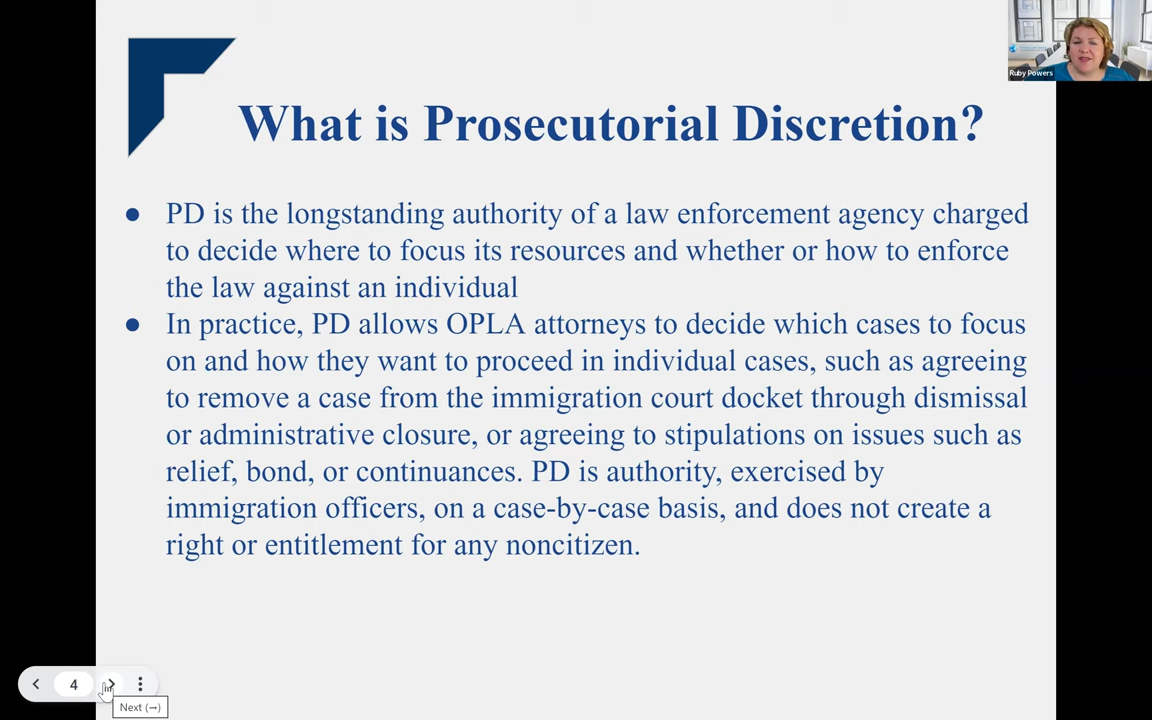 Ruby Powers
What is Prosecutorial Discretion?
● PD is the longstanding authority of a law enforcement agency charged
to decide where to focus its resources and whether or how to enforce
the law against an individual
● In practice, PD allows OPLA attorneys to decide which cases to focus
on and how they want to proceed in individual cases, such as agreeing
to remove a case from the immigration court docket through dismissal
or administrative closure, or agreeing to stipulations on issues such as
relief, bond, or continuances. PD is authority, exercised by
immigration officers, on a case-by-case basis, and does not create a
right or entitlement for any noncitizen.
4
Next (→)